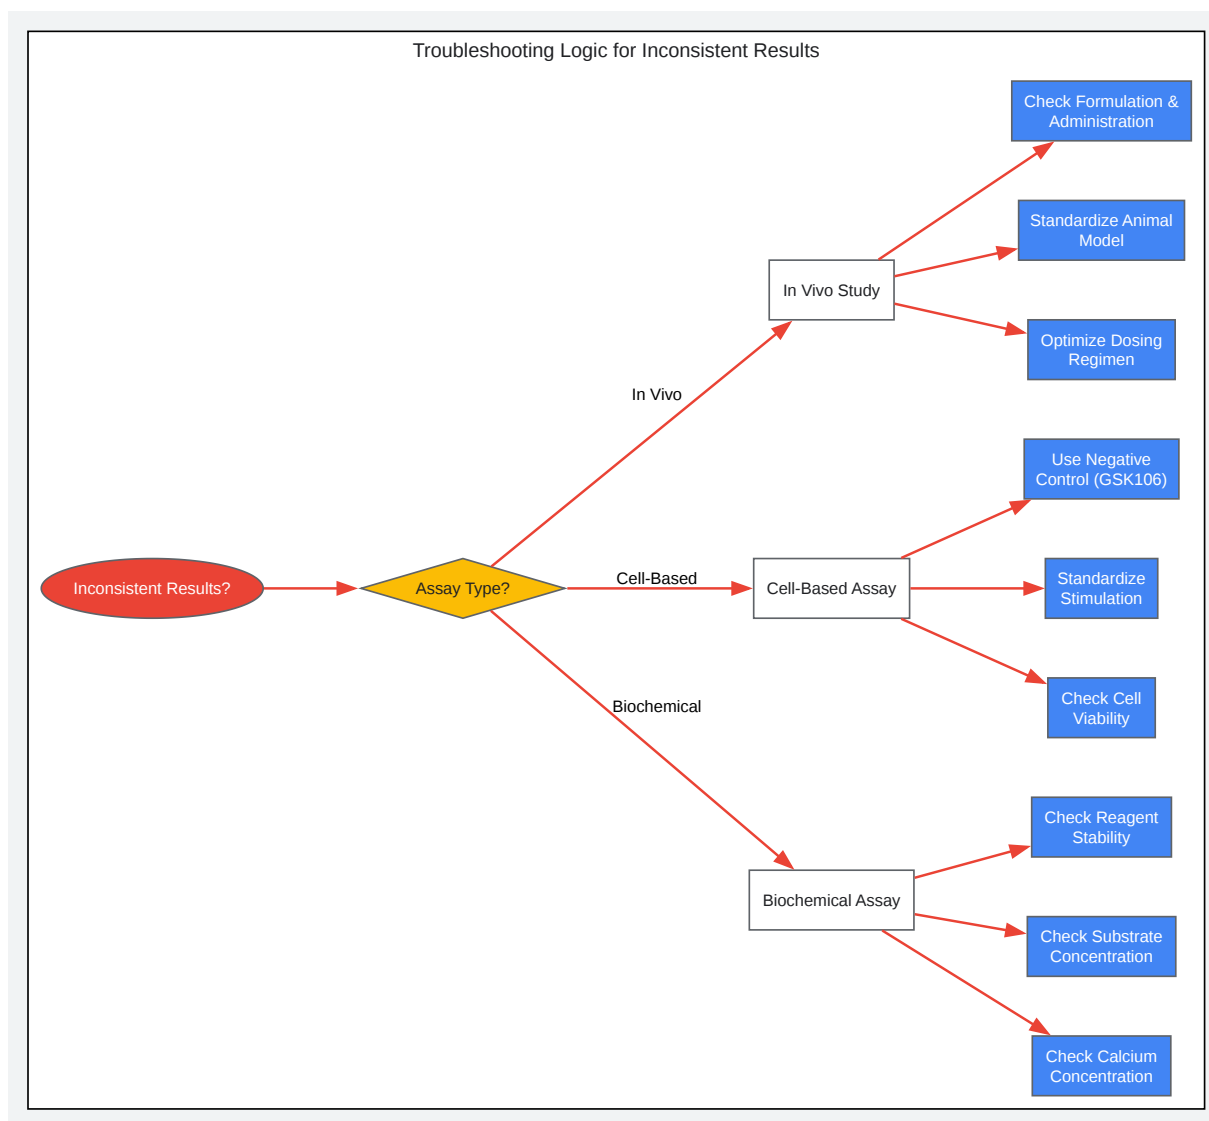 Troubleshooting Logic for Inconsistent Results
Check Formulation &
Administration
Standardize Animal
Model
In Vivo Study
Optimize Dosing
Regimen
In Vivo
Use Negative
Control (GSK106)
Inconsistent Results?
Assay Type?
Cell-Based
Cell-Based Assay
Standardize
Stimulation
Check Cell
Viability
Biochemical
Check Reagent
Stability
Biochemical Assay
Check Substrate
Concentration
Check Calcium
Concentration